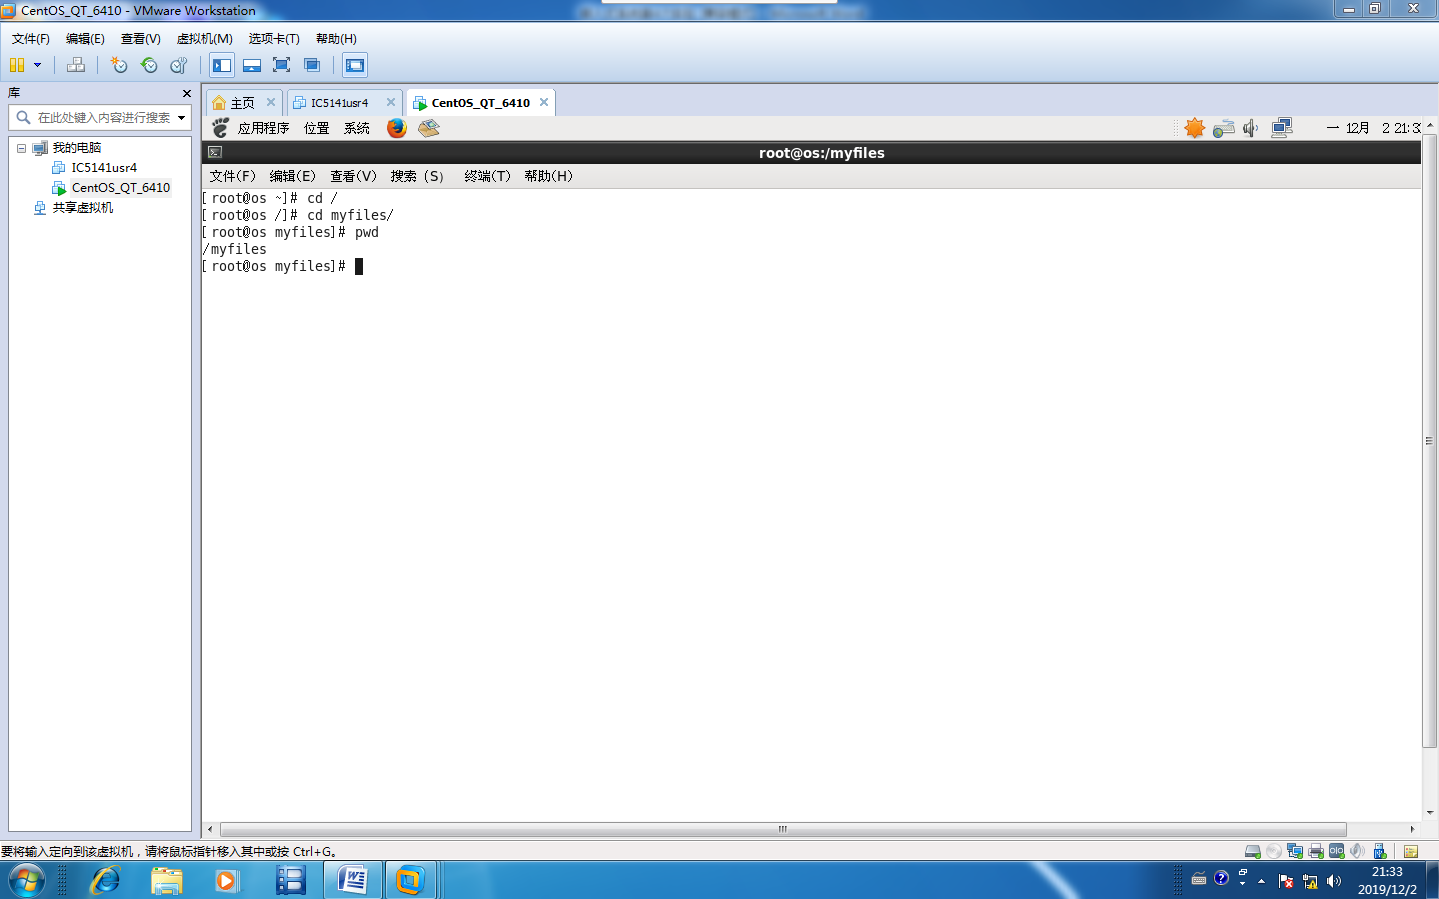 CentOS_QT_6410 - VMware Workstation
文件(F) 编辑(E) 查看(V) 虚拟机(M) 选项卡(T) 帮助(H)
库
在此处键入内容进行搜索
我的电脑
IC5141usr4
CentOS_QT_6410
共享虚拟机
主页 IC5141usr4 CentOS_QT_6410
应用程序 位置 系统
一 12月 2 21:3
root@os:/myfiles
文件(F) 编辑(E) 查看(V) 搜索 (S) 终端(T) 帮助(H)
[root@os ~]# cd /
[root@os /]# cd myfiles/
[root@os myfiles]# pwd
/myfiles
[root@os myfiles]#
要将输入定向到该虚拟机，请将鼠标指针移入其中或按 Ctrl+G。
21:33
2019/12/2